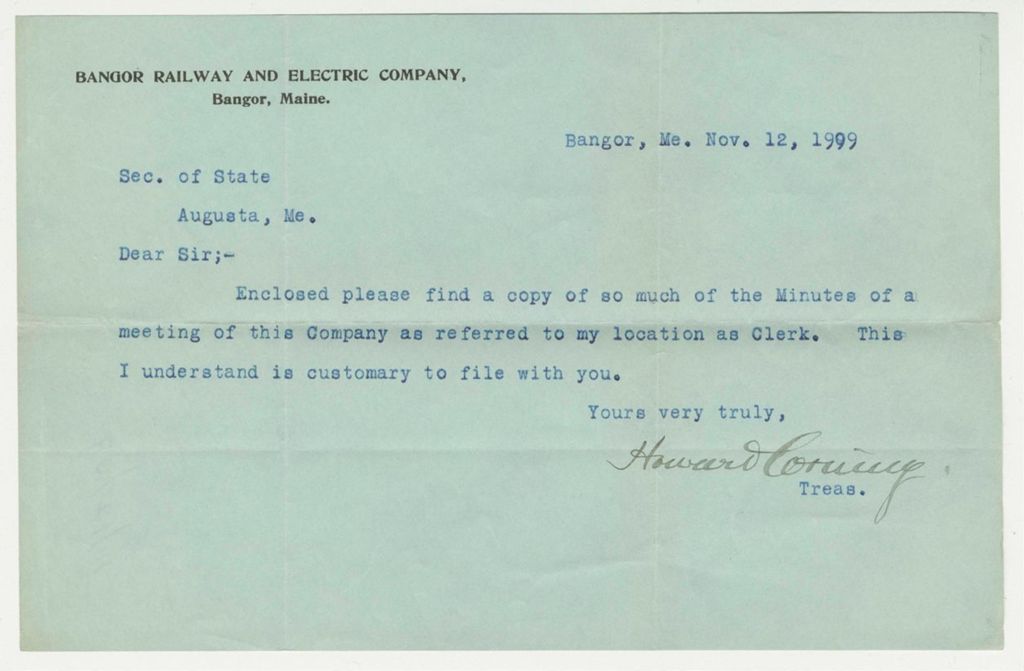 BANGOR RAILWAY AND ELECTRIC COMPANY,
Bangor, Maine.
Bangor, Me. Nov. 12, 1999
Sec. of State
Augusta, Me.
Dear Sir;-
Enclosed please find a copy of so much of the Minutes of a
meeting of this Company as referred to my location as Clerk. This
I understand is customary to file with you.
Yours very truly,
Howard Corning
Treas.